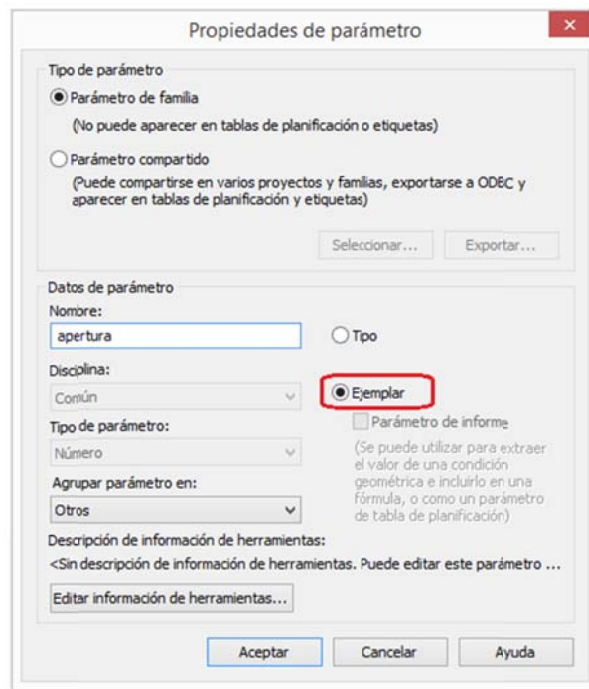 Propiedades de parámetro
Tipo de parámetro
Parámetro de familia
(No puede aparecer en tablas de planificación o etiquetas)
Parámetro compartido
(Puede compartirse en varios proyectos y familias, exportarse a ODBC y
aparecer en tablas de planificación y etiquetas)
Seleccionar...
Exportar...
Datos de parámetro
Nombre:
apertura
Tipo
Disciplina:
Común
Ejemplar
Parámetro de informe
Tipo de parámetro:
(Se puede utilizar para extraer
Número
el valor de una condición
geométrica e incluirlo en una
Agrupar parámetro en:
fórmula, o como un parámetro
Otros
de tabla de planificación)
Descripción de información de herramientas:
<Sin descripción de información de herramientas. Puede editar este parámetro ...
Editar información de herramientas...
Aceptar
Cancelar
Ayuda